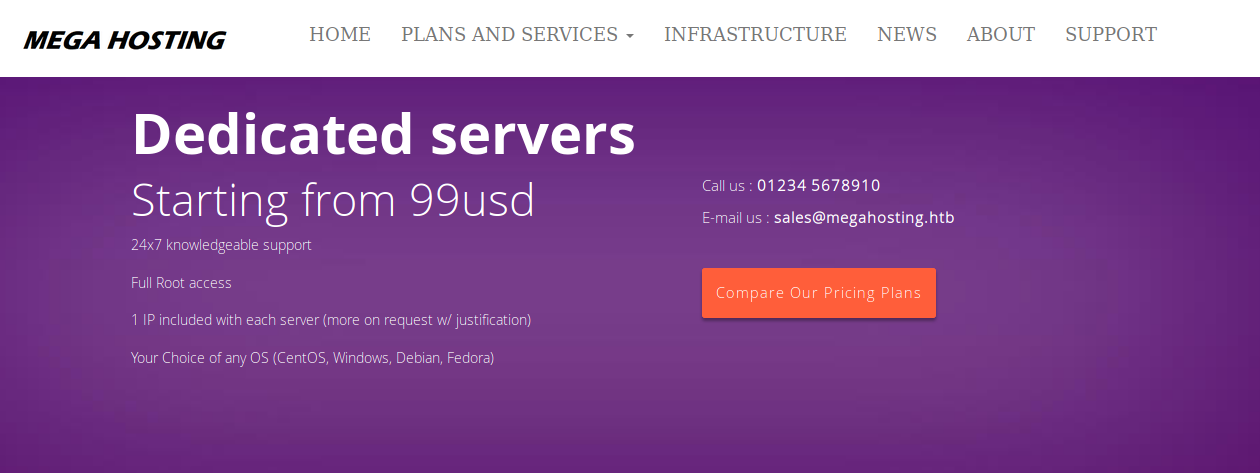 MEGA HOSTING
HOME PLANS AND SERVICES INFRASTRUCTURE NEWS ABOUT SUPPORT
Dedicated servers
Starting from 99usd
24x7 knowledgeable support
Full Root access
1 IP included with each server (more on request w/ justification)
Your Choice of any OS (CentOS, Windows, Debian, Fedora)
Call us : 01234 5678910
E-mail us : sales@megahosting.htb
Compare Our Pricing Plans